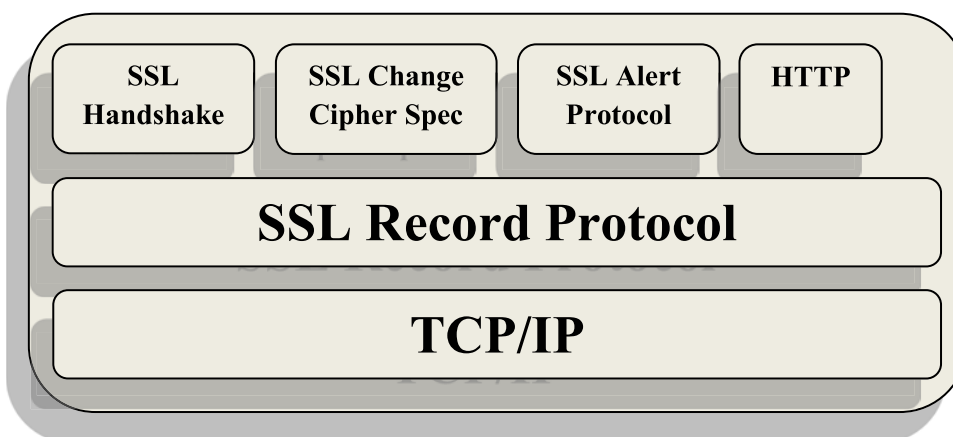 SSL
Handshake
SSL Change
Cipher Spec
SSL Alert
Protocol
HTTP
SSL Record Protocol
TCP/IP